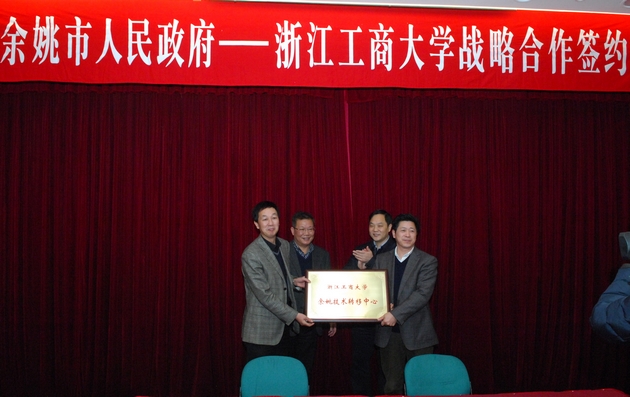 余姚市人民政府——浙江工商大学战略合作签约
浙江工商大学
余姚技术转移中心